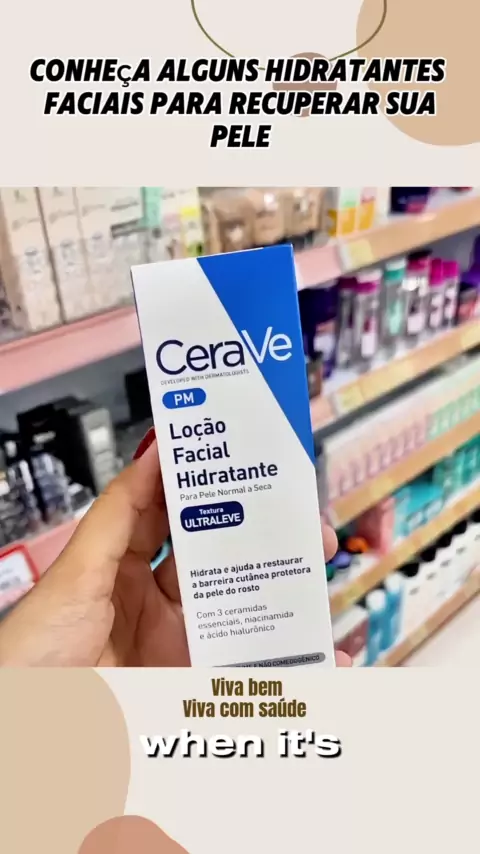 CONHEÇA ALGUNS HIDRATANTES
FACIAIS PARA RECUPERAR SUA
PELE
CeraVe
DEVELOPED WITH DERMATOLOGISTS
PM
Loção
Facial
Hidratante
Para Pele Normal a Seca
Textura
ULTRALEVE
Hidrata e ajuda a restaurar
a barreira cutânea protetora
da pele do rosto
Com 3 ceramidas
essenciais, niacinamida
e ácido hialurônico
E NÃO COMEDOGÊNICO
Viva bem
Viva com saúde
when it's